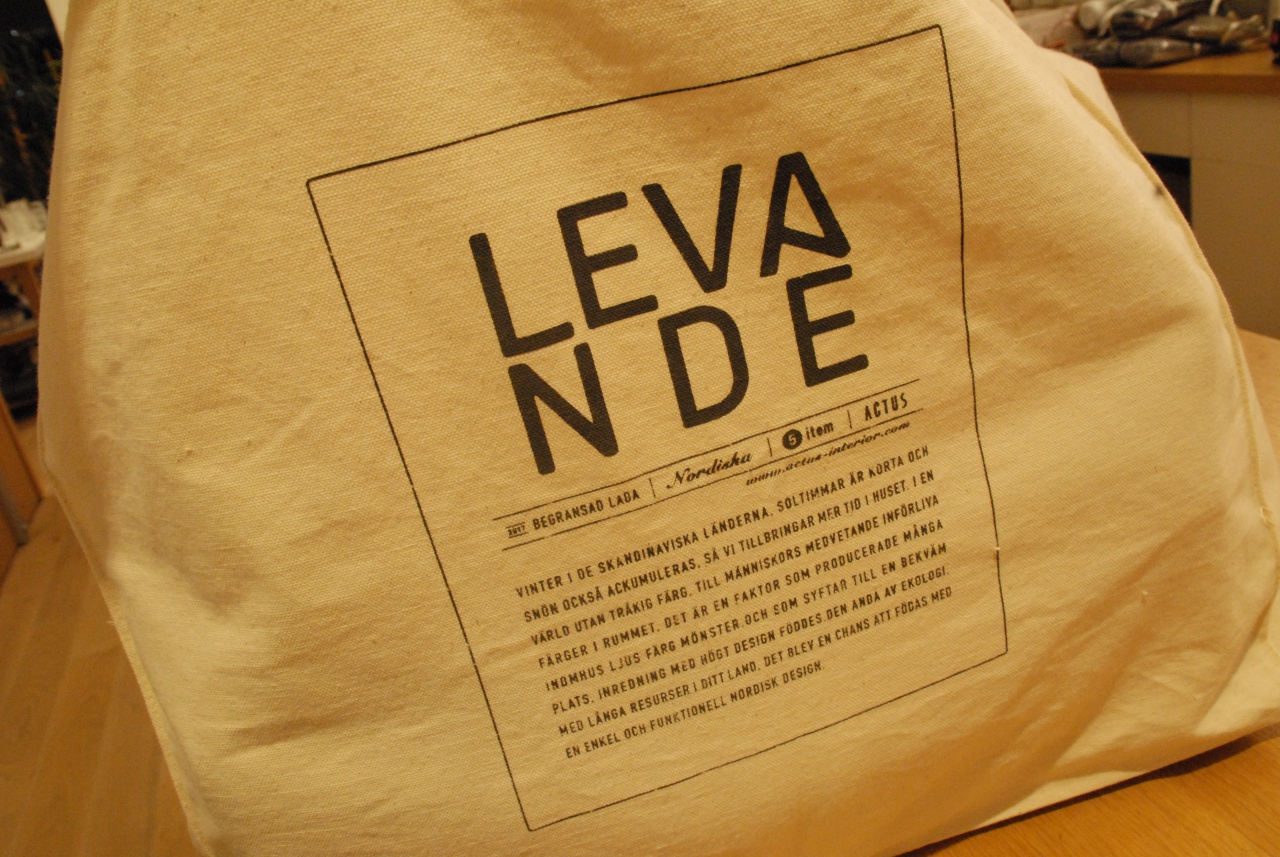 LEVA
NDE
2017 BEGRANSAD LADA | Nordiska | 5 item | ACTUS
www.actus-interior.com
VINTER I DE SKANDINAVISKA LÄNDERNA, SOLTIMMAR ÄR KORTA OCH
SNÖN OCKSÅ ACKUMULERAS, SÅ VI TILLBRINGAR MER TID I HUSET. I EN
VÄRLD UTAN TRÅKIG FÄRG, TILL MÄNNISKORS MEDVETANDE INFÖRLIVA
FÄRGER I RUMMET, DET ÄR EN FAKTOR SOM PRODUCERADE MÅNGA
INOMHUS LJUS FÄRG MÖNSTER.OCH SOM SYFTAR TILL EN BEKVÄM
PLATS, INREDNING MED HÖGT DESIGN FÖDDES.DEN ANDA AV EKOLOGI,
MED LÅNGA RESURSER I DITT LAND, DET BLEV EN CHANS ATT FÖDAS MED
EN ENKEL OCH FUNKTIONELL NORDISK DESIGN.